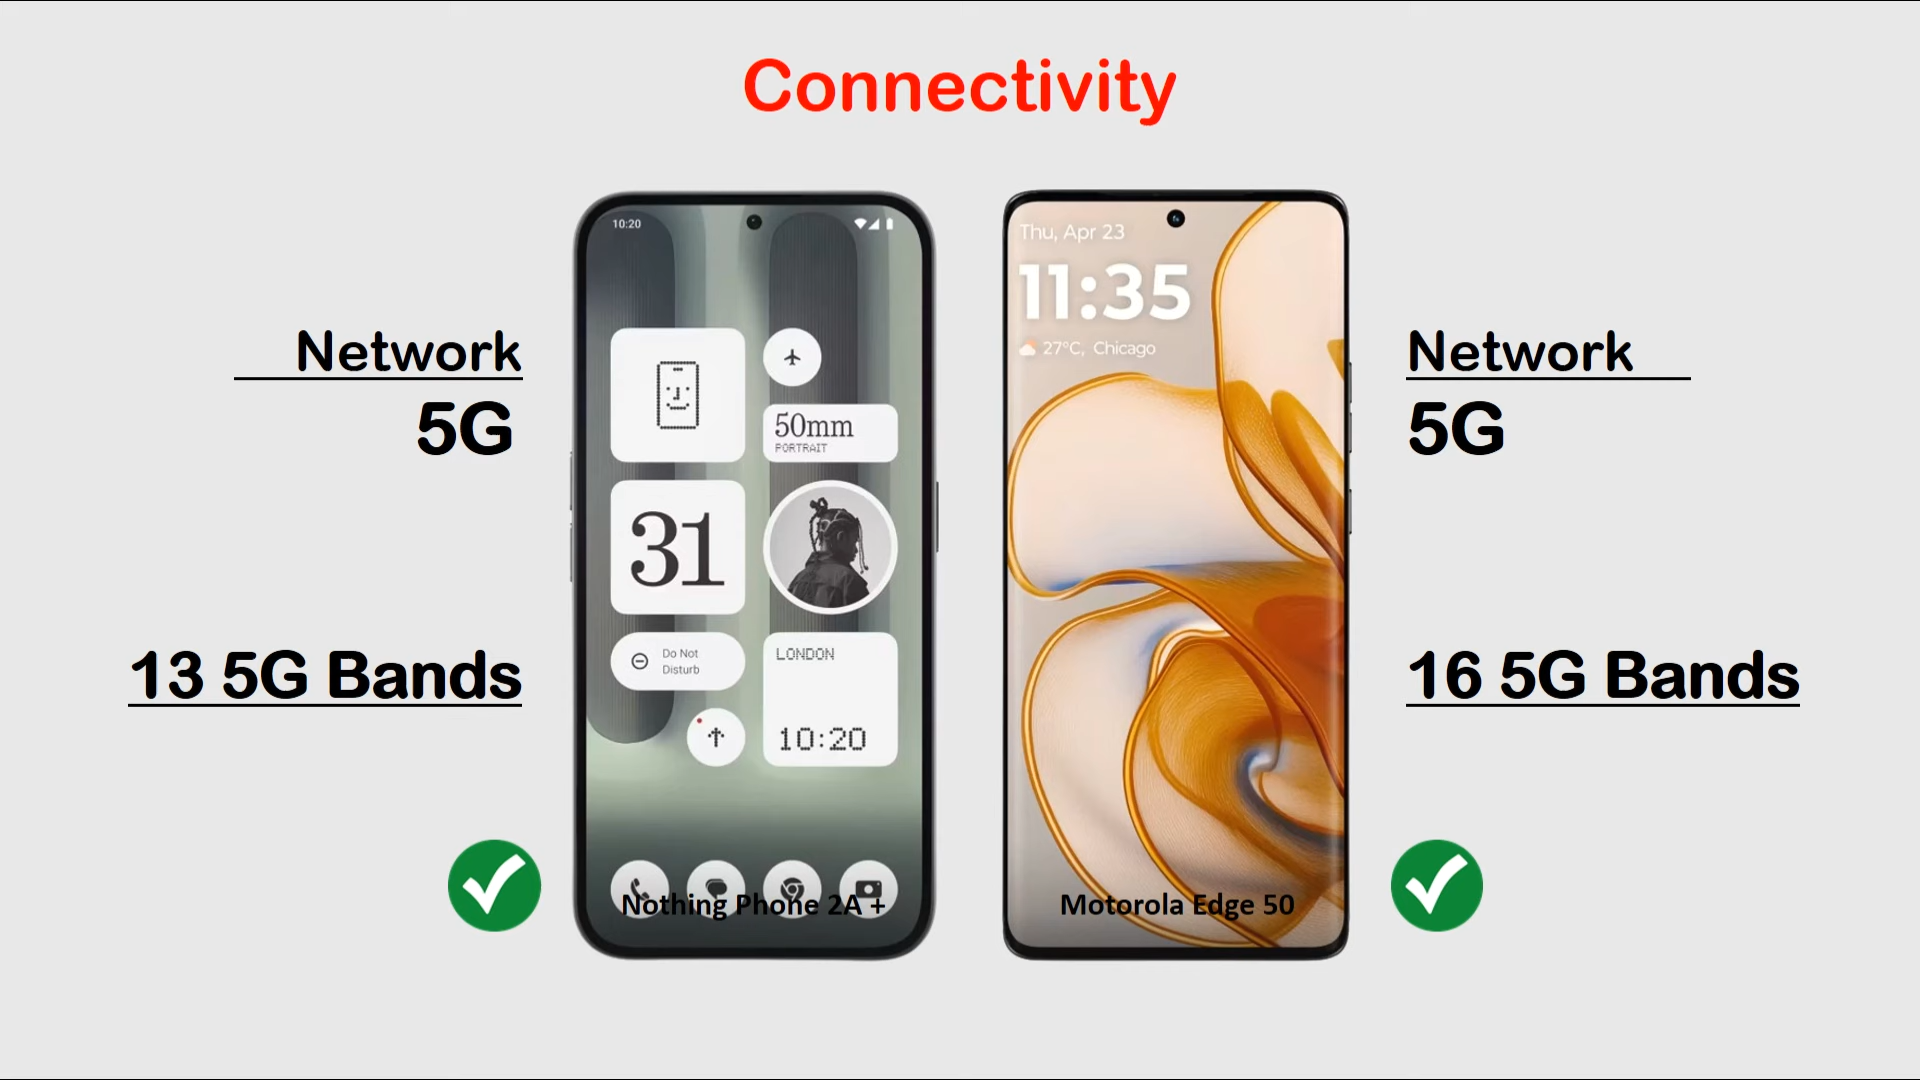 Connectivity
Network
5G
13 5G Bands
10:20
50mm
PORTRAIT
31
Do Not
Disturb
LONDON
10:20
Nothing Phone 2A +
Thu, Apr 23
11:35
27°C, Chicago
Motorola Edge 50
Network
5G
16 5G Bands